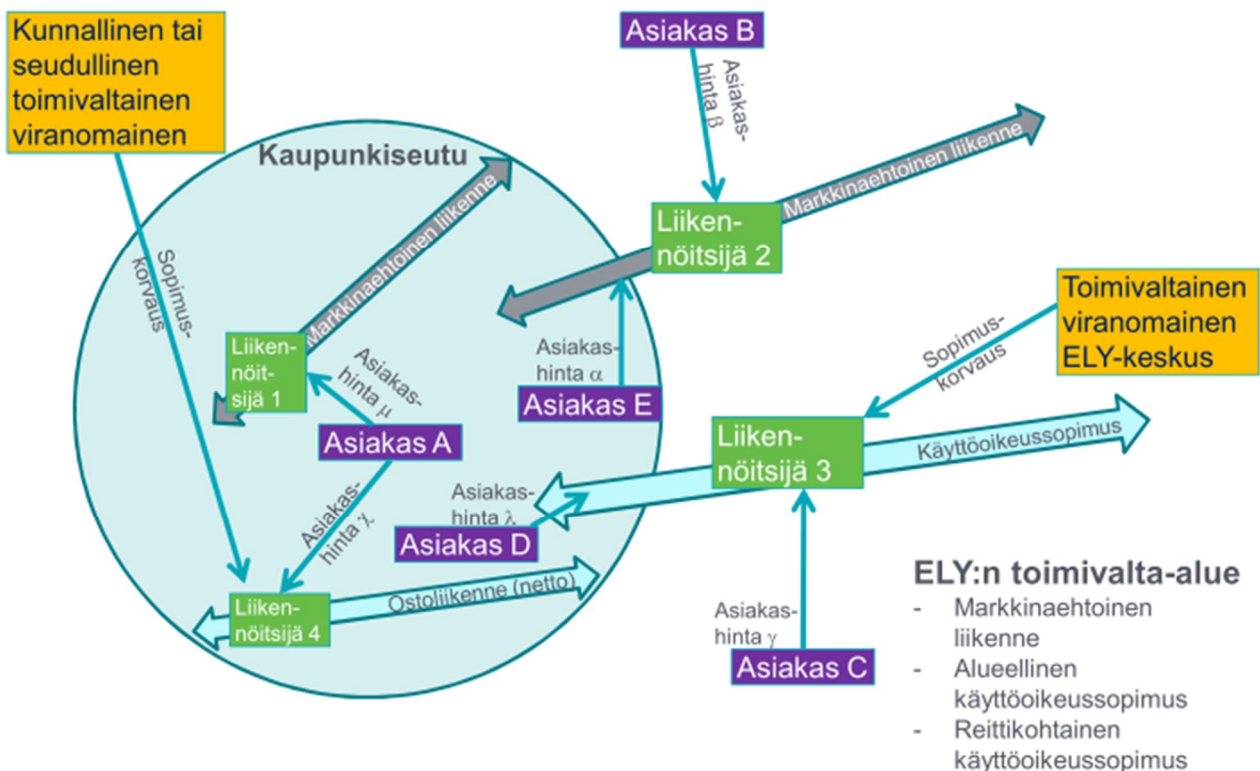 Kunnallinen tai
seudullinen
toimivaltainen
viranomainen
Asiakas B
Asiakas-
hinta β
Kaupunkiseutu
Markkinaehtoinen liikenne
Markkinaehtoinen liikenne
Liiken-
nöitsijä 2
Sopimus-
korvaus
Toimivaltainen
viranomainen
ELY-keskus
Liiken-
nöit-
sijä 1
Asiakas-
hinta μ
Asiakas-
hinta α
Asiakas E
Sopimus-
korvaus
Asiakas A
Liiken-
nöitsijä 3
Käyttöoikeussopimus
Asiakas-
hinta χ
Asiakas-
hinta λ
Asiakas D
Liiken-
nöitsijä 4
Ostoliikenne (netto)
Asiakas-
hinta γ
Asiakas C
ELY:n toimivalta-alue
- Markkinaehtoinen
liikenne
- Alueellinen
käyttöoikeussopimus
- Reittikohtainen
käyttöoikeussopimus